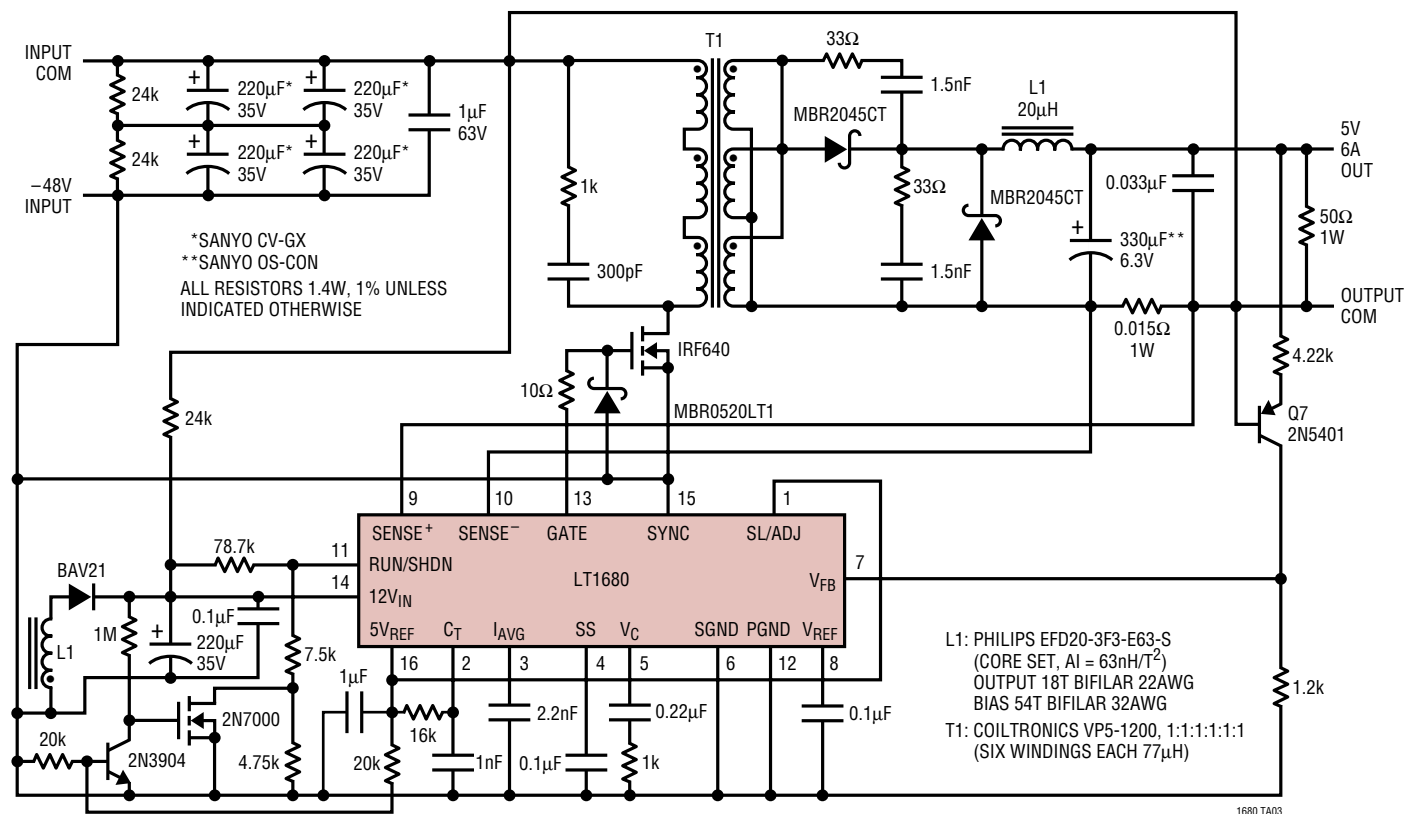 T1
INPUT
COM
24k
24k
+
220µF*
35V
+
220µF*
35V
+
220µF*
35V
+
220µF*
35V
1µF
63V
–48V
INPUT
*SANYO CV-GX
**SANYO OS-CON
ALL RESISTORS 1.4W, 1% UNLESS
INDICATED OTHERWISE
1k
300pF
33Ω
1.5nF
MBR2045CT
33Ω
1.5nF
L1
20µH
MBR2045CT
+
330µF**
6.3V
0.033µF
0.015Ω
1W
5V
6A
OUT
50Ω
1W
OUTPUT
COM
4.22k
Q7
2N5401
IRF640
10Ω
MBR0520LT1
24k
9
10
13
15
1
SENSE+
SENSE–
GATE
SYNC
SL/ADJ
78.7k
11
RUN/SHDN
14
12VIN
LT1680
VFB
7
5VREF
CT
IAVG
SS
VC
SGND
PGND
VREF
16
2
3
4
5
6
12
8
BAV21
L1
1M
+
220µF
35V
0.1µF
7.5k
1µF
2N7000
4.75k
20k
2N3904
16k
20k
1nF
2.2nF
0.1µF
0.22µF
1k
0.1µF
1.2k
L1: PHILIPS EFD20-3F3-E63-S
(CORE SET, Al = 63nH/T2)
OUTPUT 18T BIFILAR 22AWG
BIAS 54T BIFILAR 32AWG
T1: COILTRONICS VP5-1200, 1:1:1:1:1:1
(SIX WINDINGS EACH 77µH)
1680 TA03